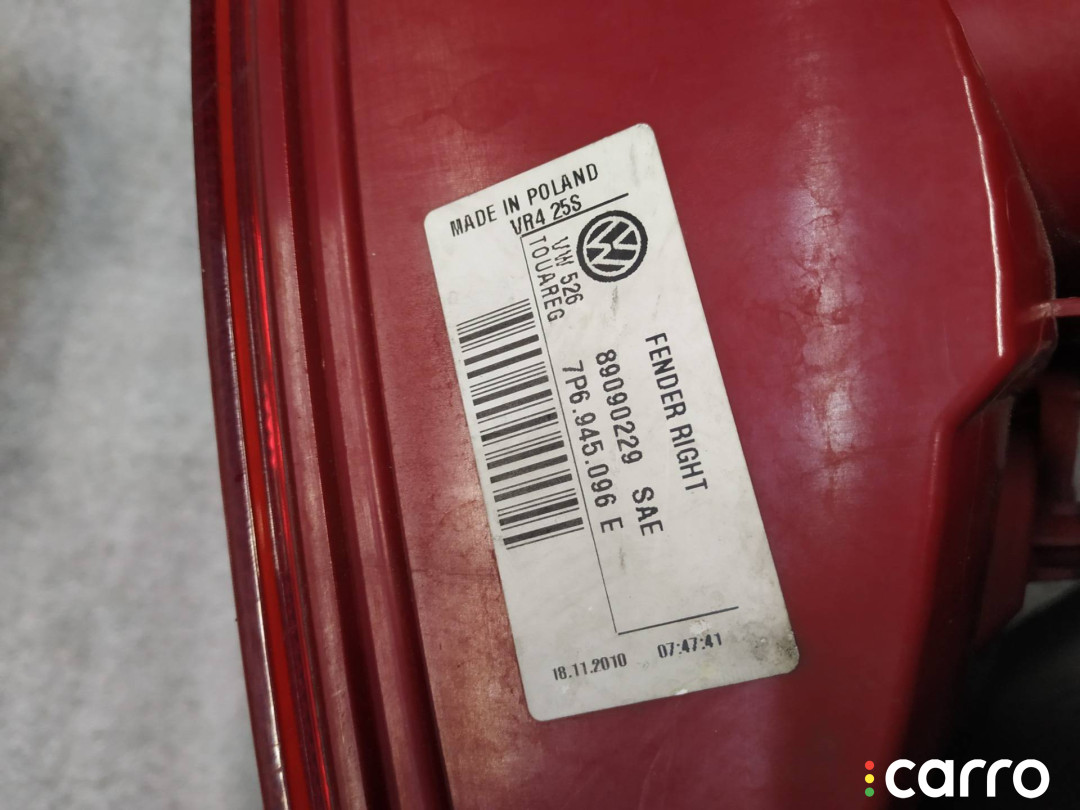 MADE IN POLAND
VR4 25S
VW 526
TOUAREG
FENDER RIGHT
89090229 SAE
7P6.945.096 E
18.11.2010 07:47:41
carro